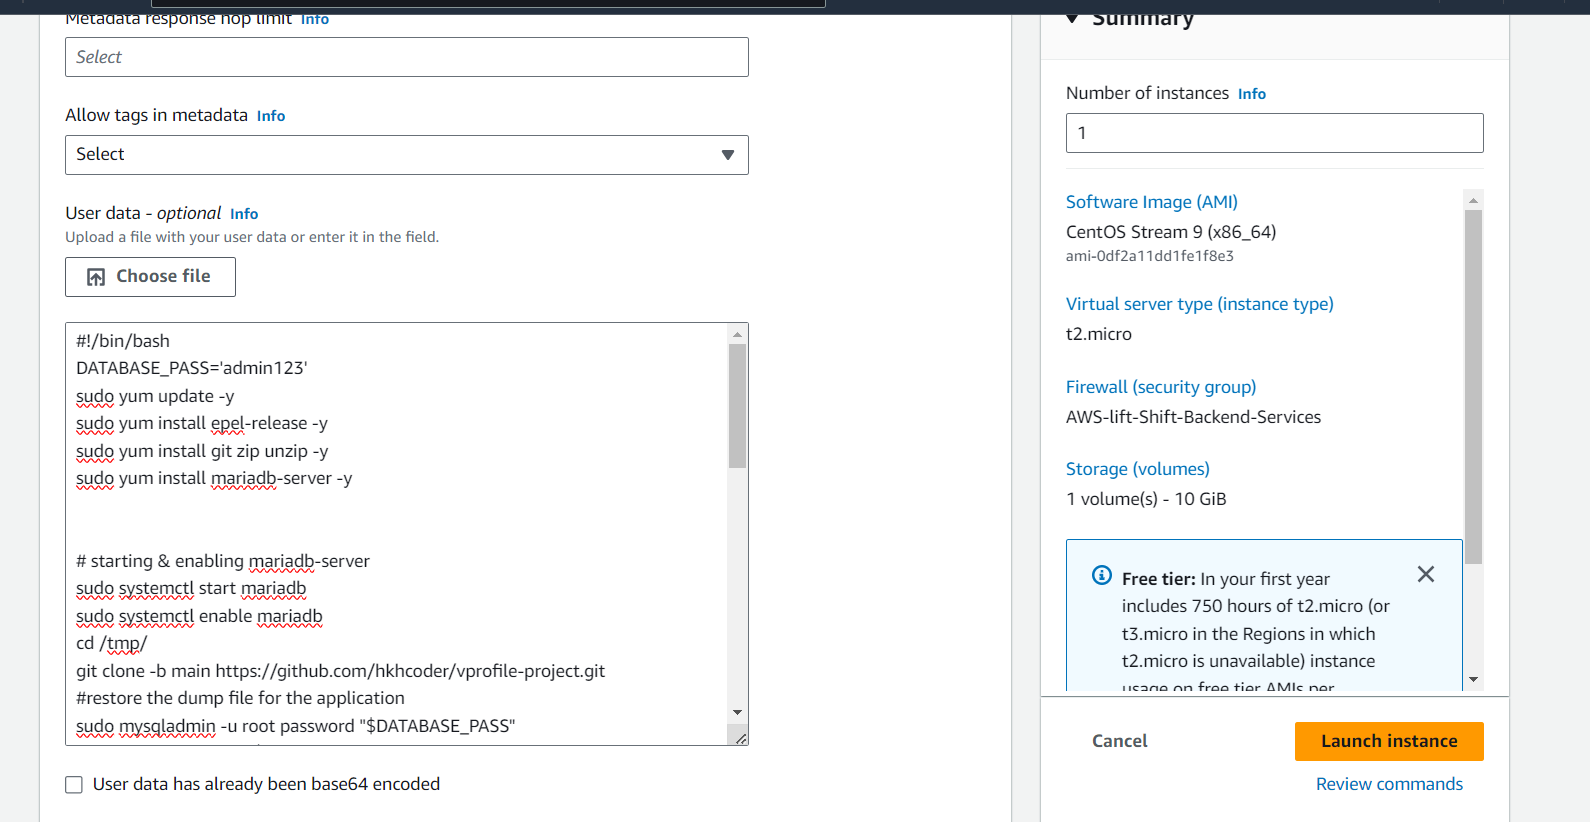 Metadata response hop limit Info
Select
Allow tags in metadata Info
Select
User data - optional Info
Upload a file with your user data or enter it in the field.
Choose file
#!/bin/bash
DATABASE_PASS='admin123'
sudo yum update -y
sudo yum install epel-release -y
sudo yum install git zip unzip -y
sudo yum install mariadb-server -y
# starting & enabling mariadb-server
sudo systemctl start mariadb
sudo systemctl enable mariadb
cd /tmp/
git clone -b main https://github.com/hkhcoder/vprofile-project.git
#restore the dump file for the application
sudo mysqladmin -u root password "$DATABASE_PASS"
User data has already been base64 encoded
Summary
Number of instances Info
1
Software Image (AMI)
CentOS Stream 9 (x86_64)
ami-0df2a11dd1fe1f8e3
Virtual server type (instance type)
t2.micro
Firewall (security group)
AWS-lift-Shift-Backend-Services
Storage (volumes)
1 volume(s) - 10 GiB
Free tier: In your first year
includes 750 hours of t2.micro (or
t3.micro in the Regions in which
t2.micro is unavailable) instance
usage on free tier AMIs per
Cancel
Launch instance
Review commands